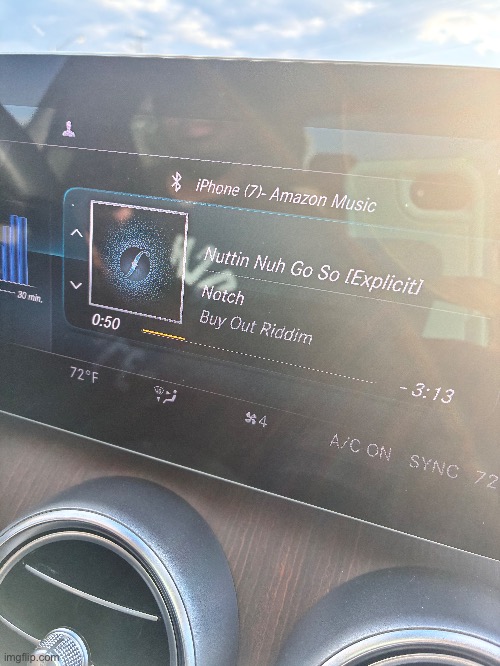 iPhone (7)- Amazon Music
Nuttin Nuh Go So [Explicit]
Notch
Buy Out Riddim
30 min.
0:50
- 3:13
72°F
4
A/C ON
SYNC
72
imgflip.com